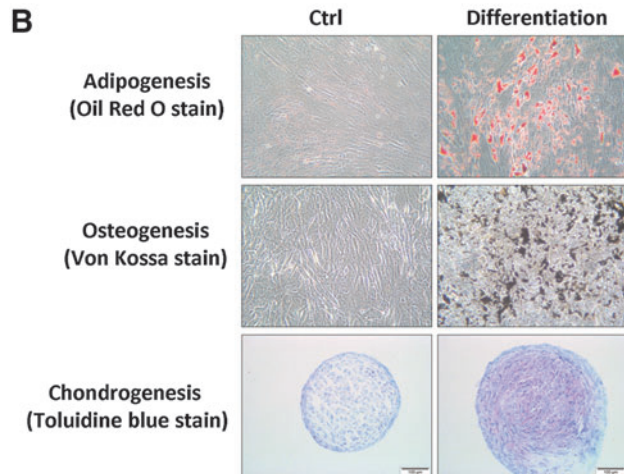 B
Ctrl
Differentiation
Adipogenesis
(Oil Red O stain)
Osteogenesis
(Von Kossa stain)
Chondrogenesis
(Toluidine blue stain)